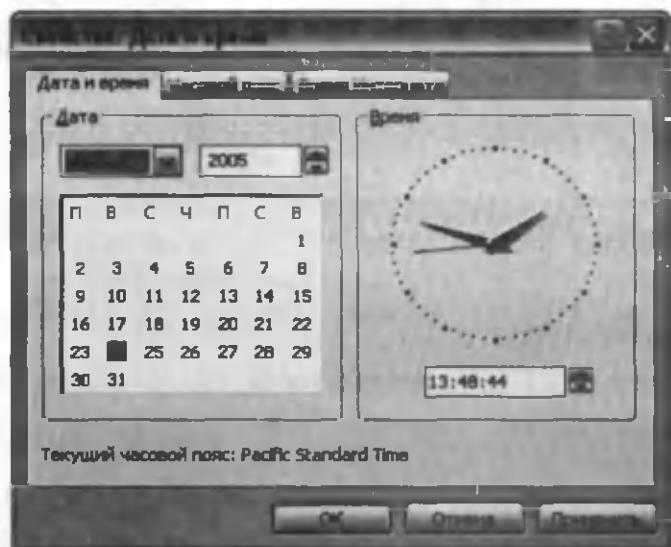 Дата и время
Дата
2005
П В С Ч П С В
1
2 3 4 5 6 7 8
9 10 11 12 13 14 15
16 17 18 19 20 21 22
23 25 26 27 28 29
30 31
Время
13:48:44
Текущий часовой пояс: Pacific Standard Time
OK Отмена Применить